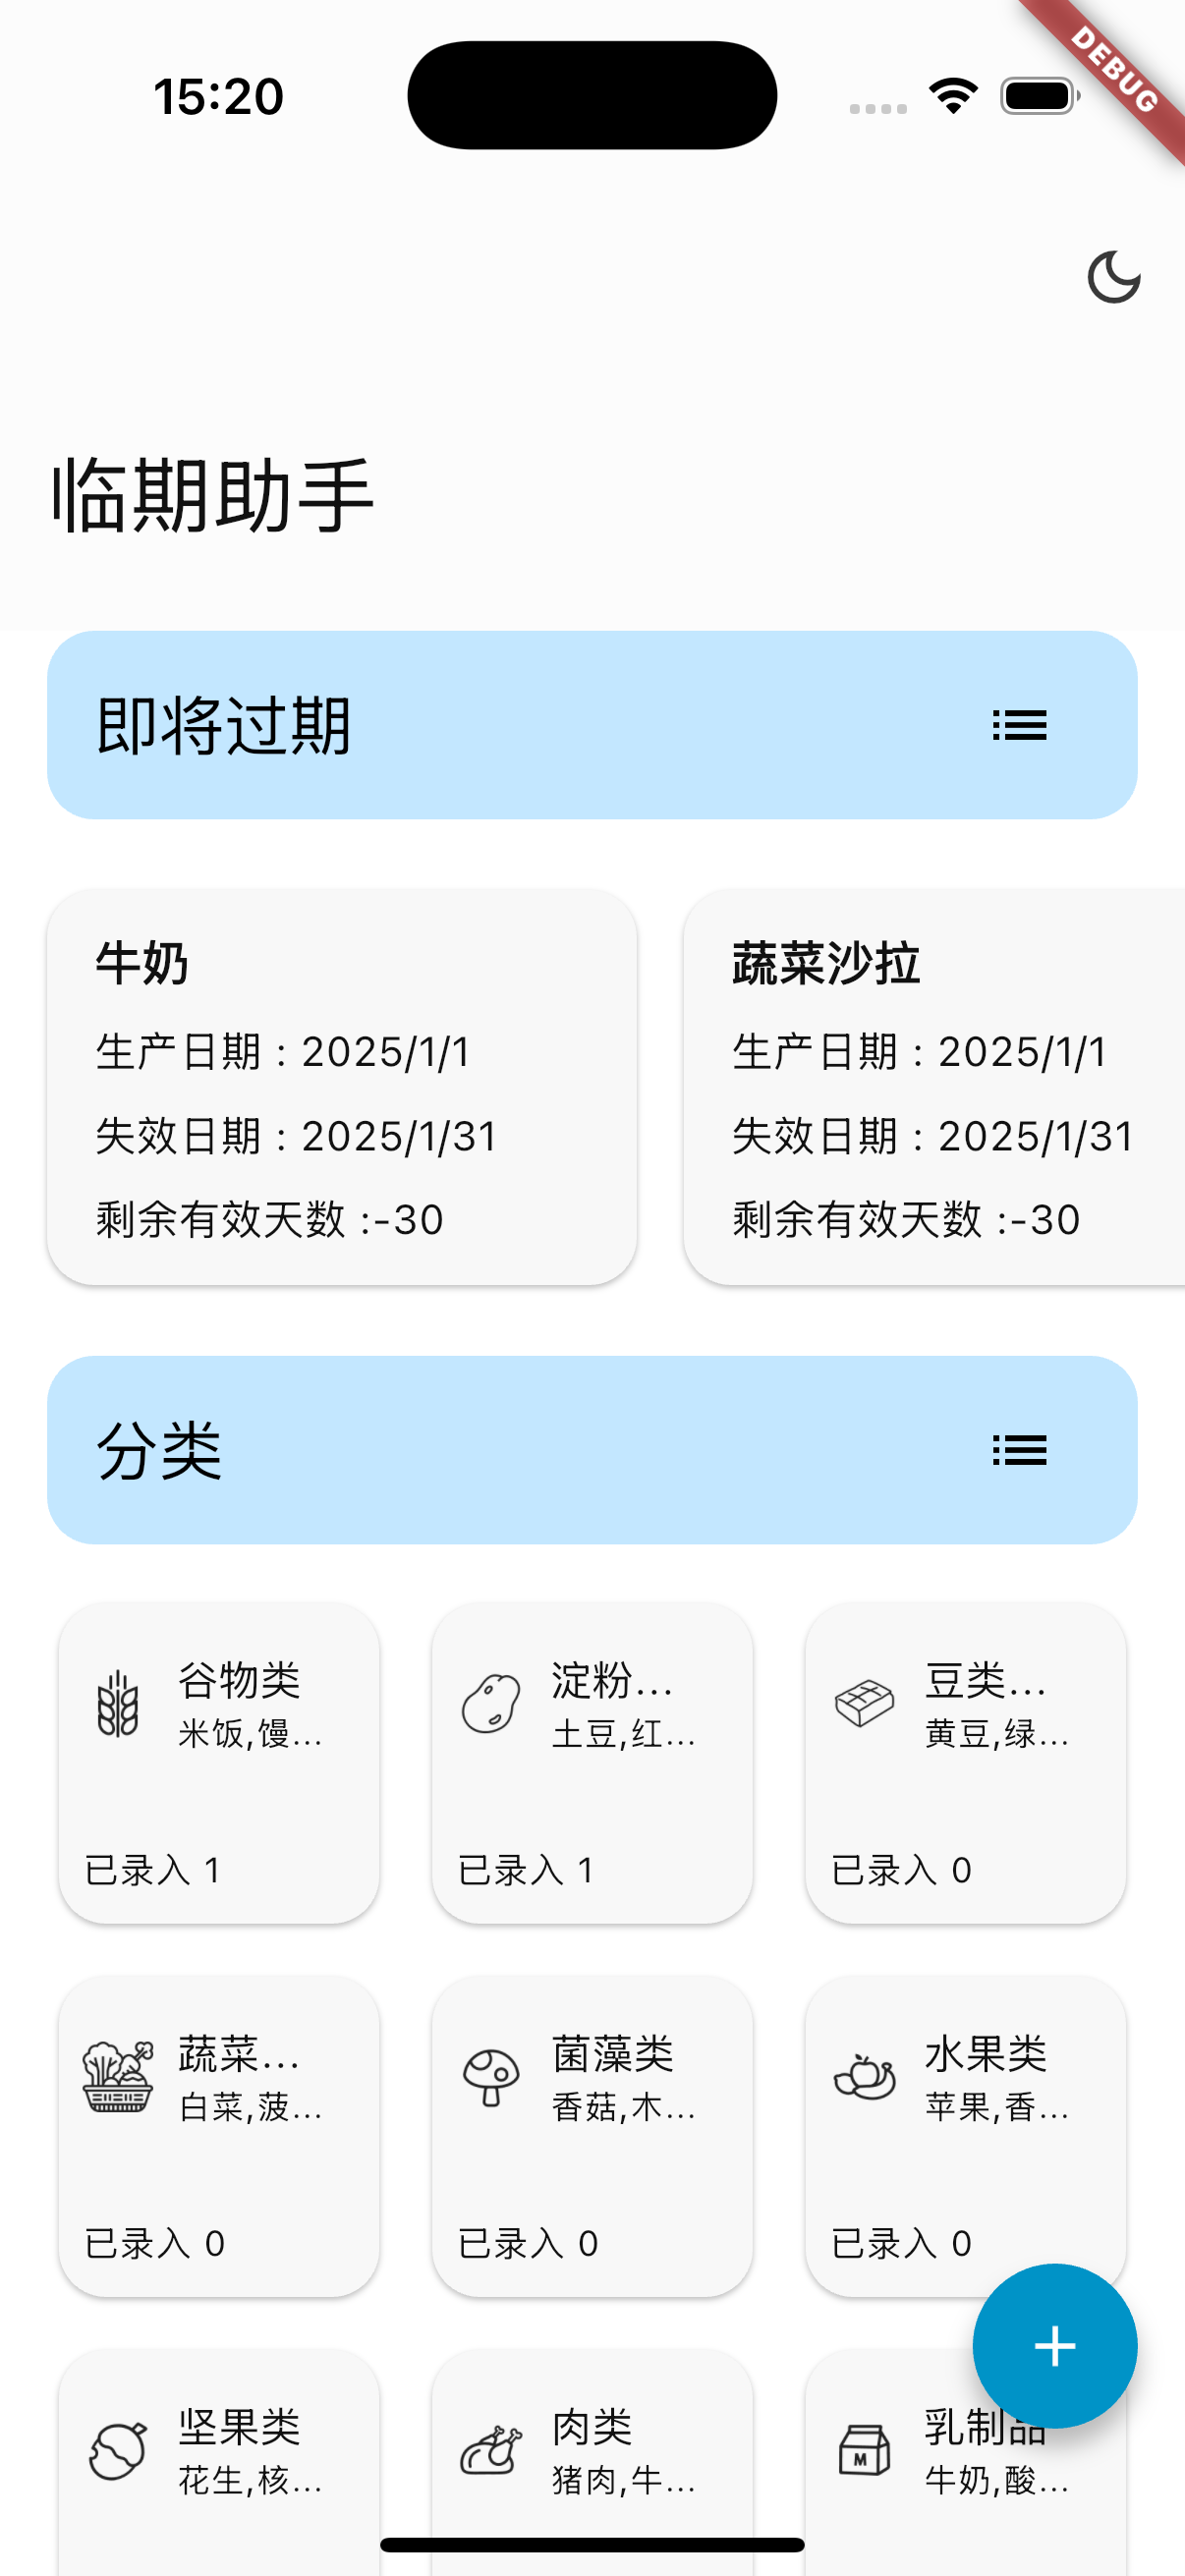 15:20
DEBUG
临期助手
即将过期
牛奶
生产日期 : 2025/1/1
失效日期 : 2025/1/31
剩余有效天数 :-30
蔬菜沙拉
生产日期 : 2025/1/1
失效日期 : 2025/1/31
剩余有效天数 :-30
分类
谷物类
米饭,馒...
已录入 1
淀粉...
土豆,红...
已录入 1
豆类...
黄豆,绿...
已录入 0
蔬菜...
白菜,菠...
已录入 0
菌藻类
香菇,木...
已录入 0
水果类
苹果,香...
已录入 0
坚果类
花生,核...
肉类
猪肉,牛...
M
乳制品
牛奶,酸...